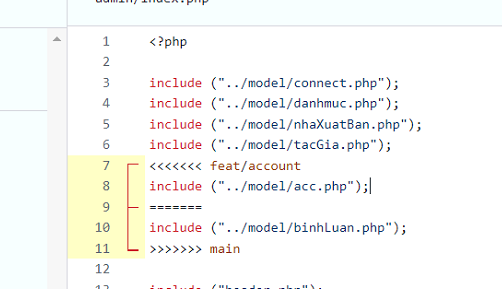 admin/index.php
1 <?php
2
3 include ("../model/connect.php");
4 include ("../model/danhmuc.php");
5 include ("../model/nhaXuatBan.php");
6 include ("../model/tacGia.php");
7 <<<<<<< feat/account
8 include ("../model/acc.php");
9 =======
10 include ("../model/binhLuan.php");
11 >>>>>>> main
12
13 include ("header.php");